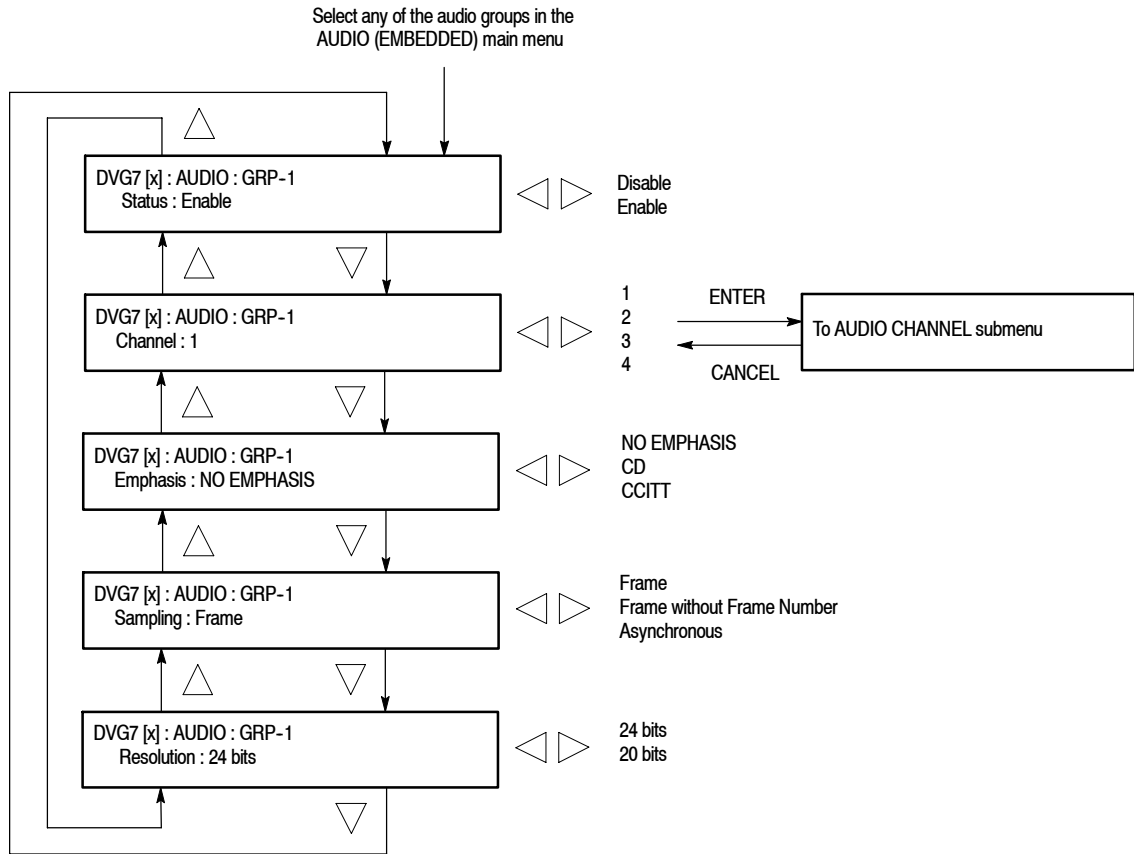 Select any of the audio groups in the
AUDIO (EMBEDDED) main menu
DVG7 [x] : AUDIO : GRP-1
Status : Enable
Disable
Enable
DVG7 [x] : AUDIO : GRP-1
Channel : 1
1
2
3
4
ENTER
CANCEL
To AUDIO CHANNEL submenu
DVG7 [x] : AUDIO : GRP-1
Emphasis : NO EMPHASIS
NO EMPHASIS
CD
CCITT
DVG7 [x] : AUDIO : GRP-1
Sampling : Frame
Frame
Frame without Frame Number
Asynchronous
DVG7 [x] : AUDIO : GRP-1
Resolution : 24 bits
24 bits
20 bits